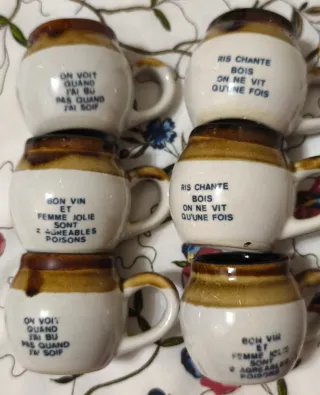 ON VOIT
QUAND
J'AI BU
PAS QUAND
J'AI SOIF
RIS CHANTE
BOIS
ON NE VIT
QU'UNE FOIS
BON VIN
ET
FEMME JOLIE
SONT
2 AGREABLES
POISONS
RIS CHANTE
BOIS
ON NE VIT
QU'UNE FOIS
ON VOIT
QUAND
J'AI BU
PAS QUAND
J'AI SOIF
BON VIN
ET
FEMME JOLIE
SONT
2 AGREABLES
POISONS